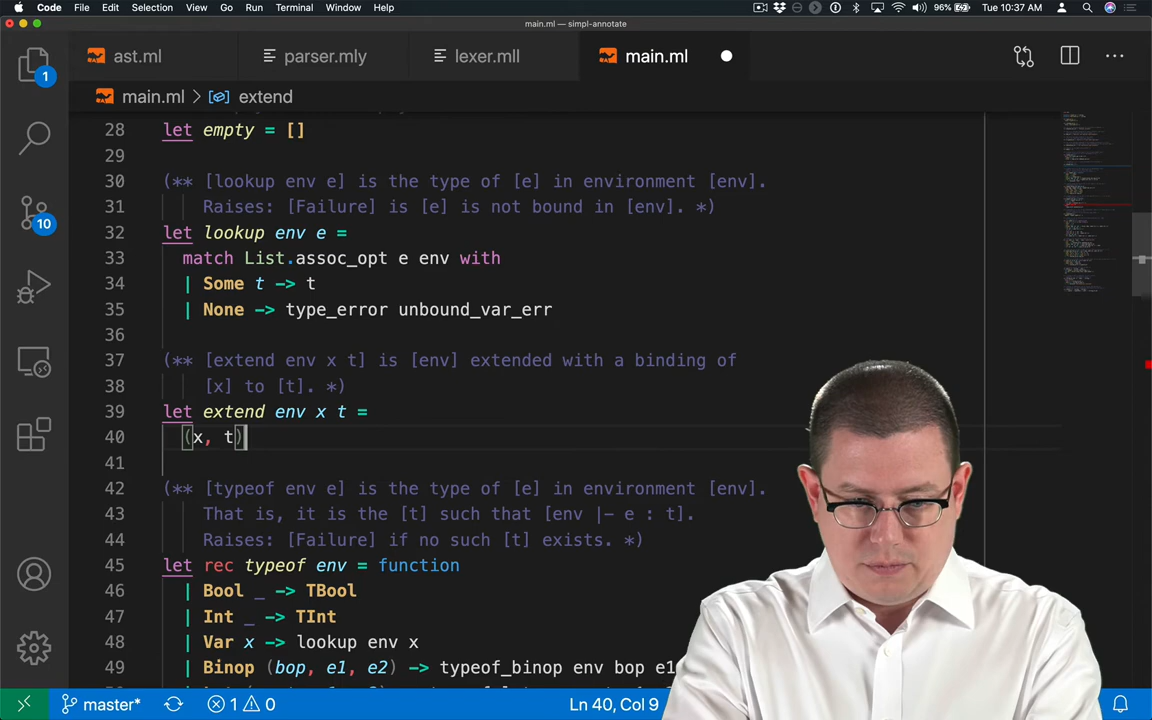 Code File Edit Selection View Go Run Terminal Window Help 96% Tue 10:37 AM
main.ml — simpl-annotate
ast.ml parser.mly lexer.mll main.ml
1
main.ml > extend
28 let empty = []
29
30 (** [lookup env e] is the type of [e] in environment [env].
31 Raises: [Failure] is [e] is not bound in [env]. *)
32 let lookup env e =
33 match List.assoc_opt e env with
34 | Some t -> t
35 | None -> type_error unbound_var_err
36
37 (** [extend env x t] is [env] extended with a binding of
38 [x] to [t]. *)
39 let extend env x t =
40 (x, t)
41
42 (** [typeof env e] is the type of [e] in environment [env].
43 That is, it is the [t] such that [env |- e : t].
44 Raises: [Failure] if no such [t] exists. *)
45 let rec typeof env = function
46 | Bool _ -> TBool
47 | Int _ -> TInt
48 | Var x -> lookup env x
49 | Binop (bop, e1, e2) -> typeof_binop env bop e1
10
master* 1 0 Ln 40, Col 9